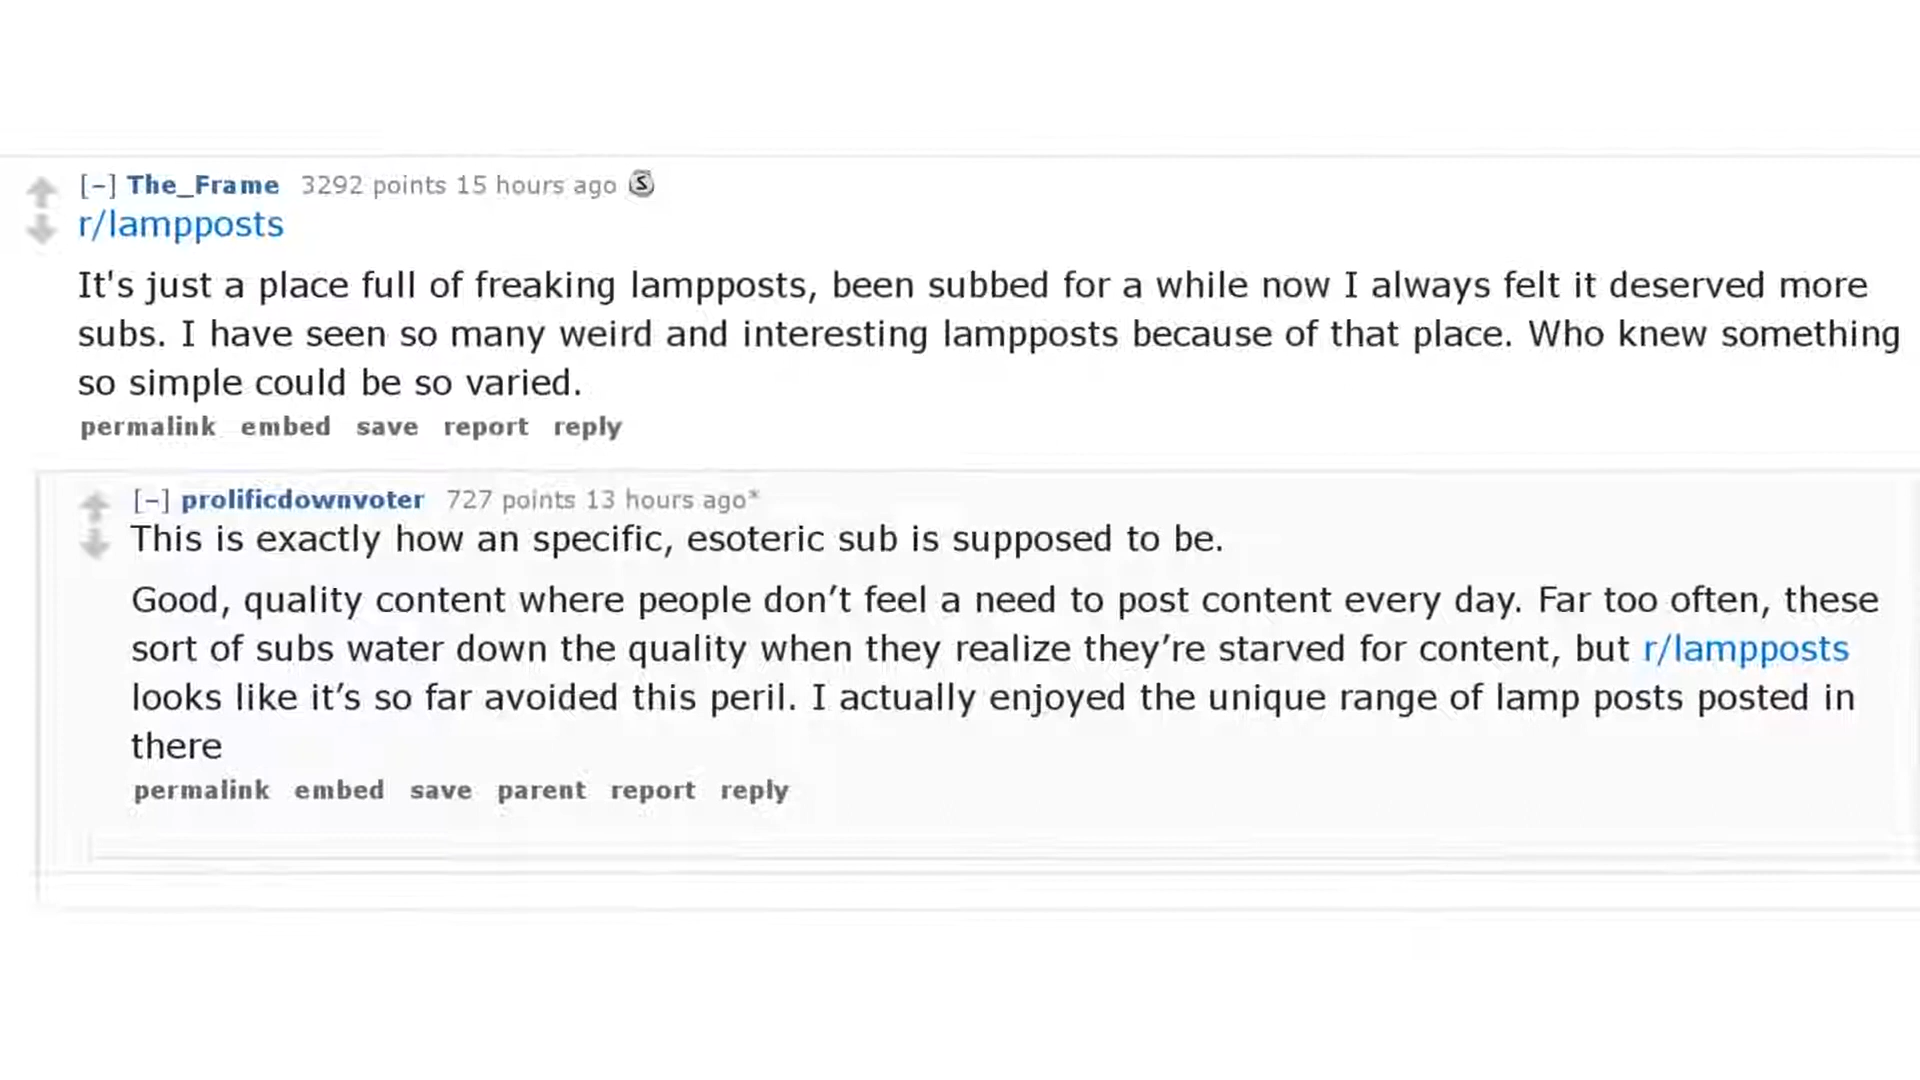 [–] The_Frame 3292 points 15 hours ago S
r/lampposts
It's just a place full of freaking lampposts, been subbed for a while now I always felt it deserved more
subs. I have seen so many weird and interesting lampposts because of that place. Who knew something
so simple could be so varied.
permalink embed save report reply
[–] prolificdownvoter 727 points 13 hours ago*
This is exactly how an specific, esoteric sub is supposed to be.
Good, quality content where people don’t feel a need to post content every day. Far too often, these
sort of subs water down the quality when they realize they’re starved for content, but r/lampposts
looks like it’s so far avoided this peril. I actually enjoyed the unique range of lamp posts posted in
there
permalink embed save parent report reply